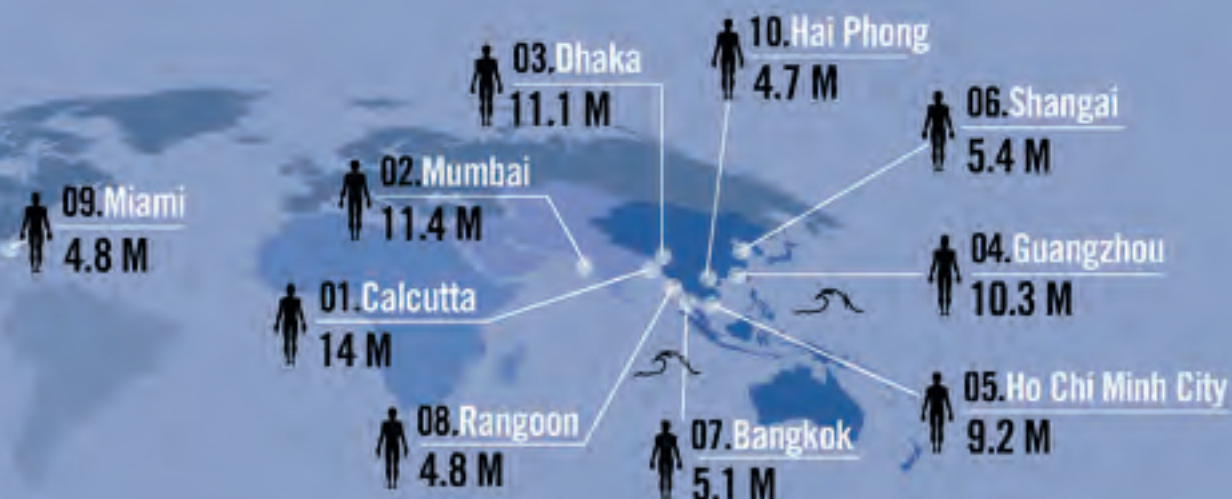 03.Dhaka
11.1 M
10.Hai Phong
4.7 M
06.Shangai
5.4 M
02.Mumbai
11.4 M
09.Miami
4.8 M
04.Guangzhou
10.3 M
01.Calcutta
14 M
05.Ho Chí Minh City
9.2 M
08.Rangoon
4.8 M
07.Bangkok
5.1 M